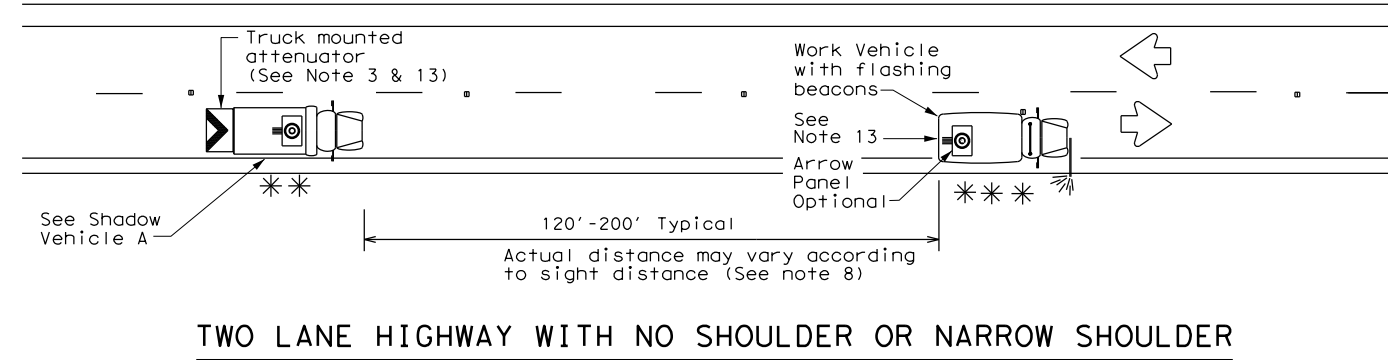 Truck mounted
attenuator
(See Note 3 & 13)
Work Vehicle
with flashing
beacons
See
Note 13
Arrow
Panel
Optional
See Shadow
Vehicle A
120'-200' Typical
Actual distance may vary according
to sight distance (See note 8)
TWO LANE HIGHWAY WITH NO SHOULDER OR NARROW SHOULDER